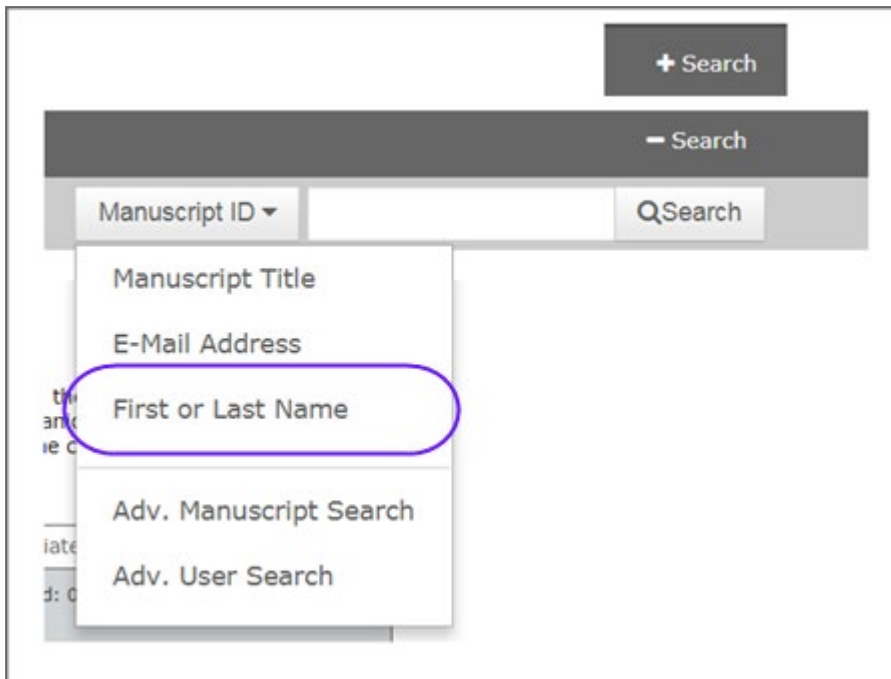 + Search
− Search
Manuscript ID Search
Manuscript Title
E-Mail Address
First or Last Name
Adv. Manuscript Search
Adv. User Search